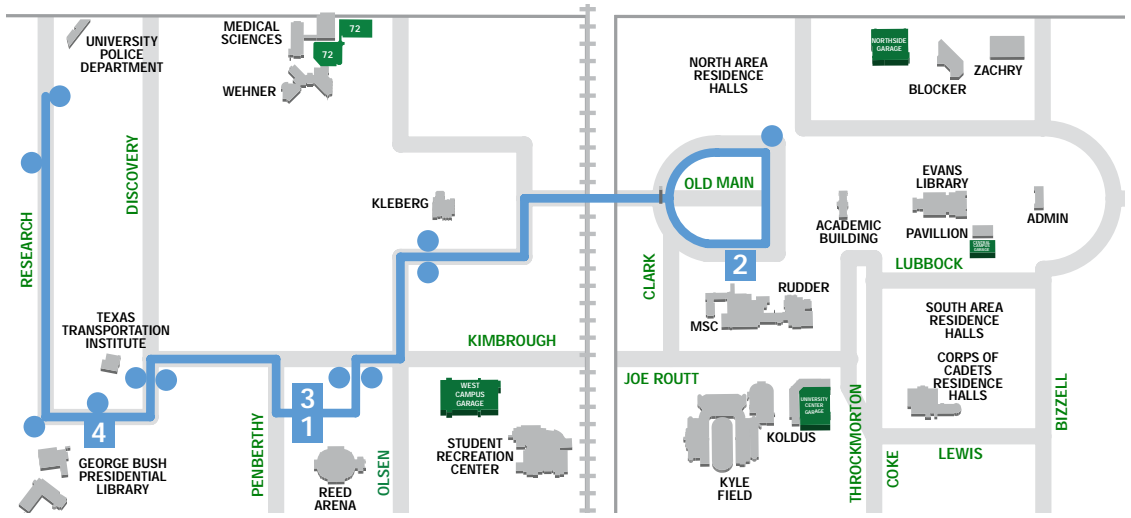 UNIVERSITY
POLICE
DEPARTMENT
MEDICAL
SCIENCES
72
72
WEHNER
DISCOVERY
RESEARCH
KLEBERG
TEXAS
TRANSPORTATION
INSTITUTE
4
GEORGE BUSH
PRESIDENTIAL
LIBRARY
PENBERTHY
3
1
REED
ARENA
OLSEN
KIMBROUGH
WEST
CAMPUS
GARAGE
STUDENT
RECREATION
CENTER
NORTH AREA
RESIDENCE
HALLS
NORTHSIDE
GARAGE
BLOCKER
ZACHRY
OLD MAIN
CLARK
2
MSC
RUDDER
ACADEMIC
BUILDING
EVANS
LIBRARY
PAVILLION
CENTRAL
CAMPUS
GARAGE
ADMIN
LUBBOCK
SOUTH AREA
RESIDENCE
HALLS
CORPS OF
CADETS
RESIDENCE
HALLS
JOE ROUTT
KYLE
FIELD
KOLDUS
UNIVERSITY
CENTER
GARAGE
THROCKMORTON
COKE
LEWIS
BIZZELL